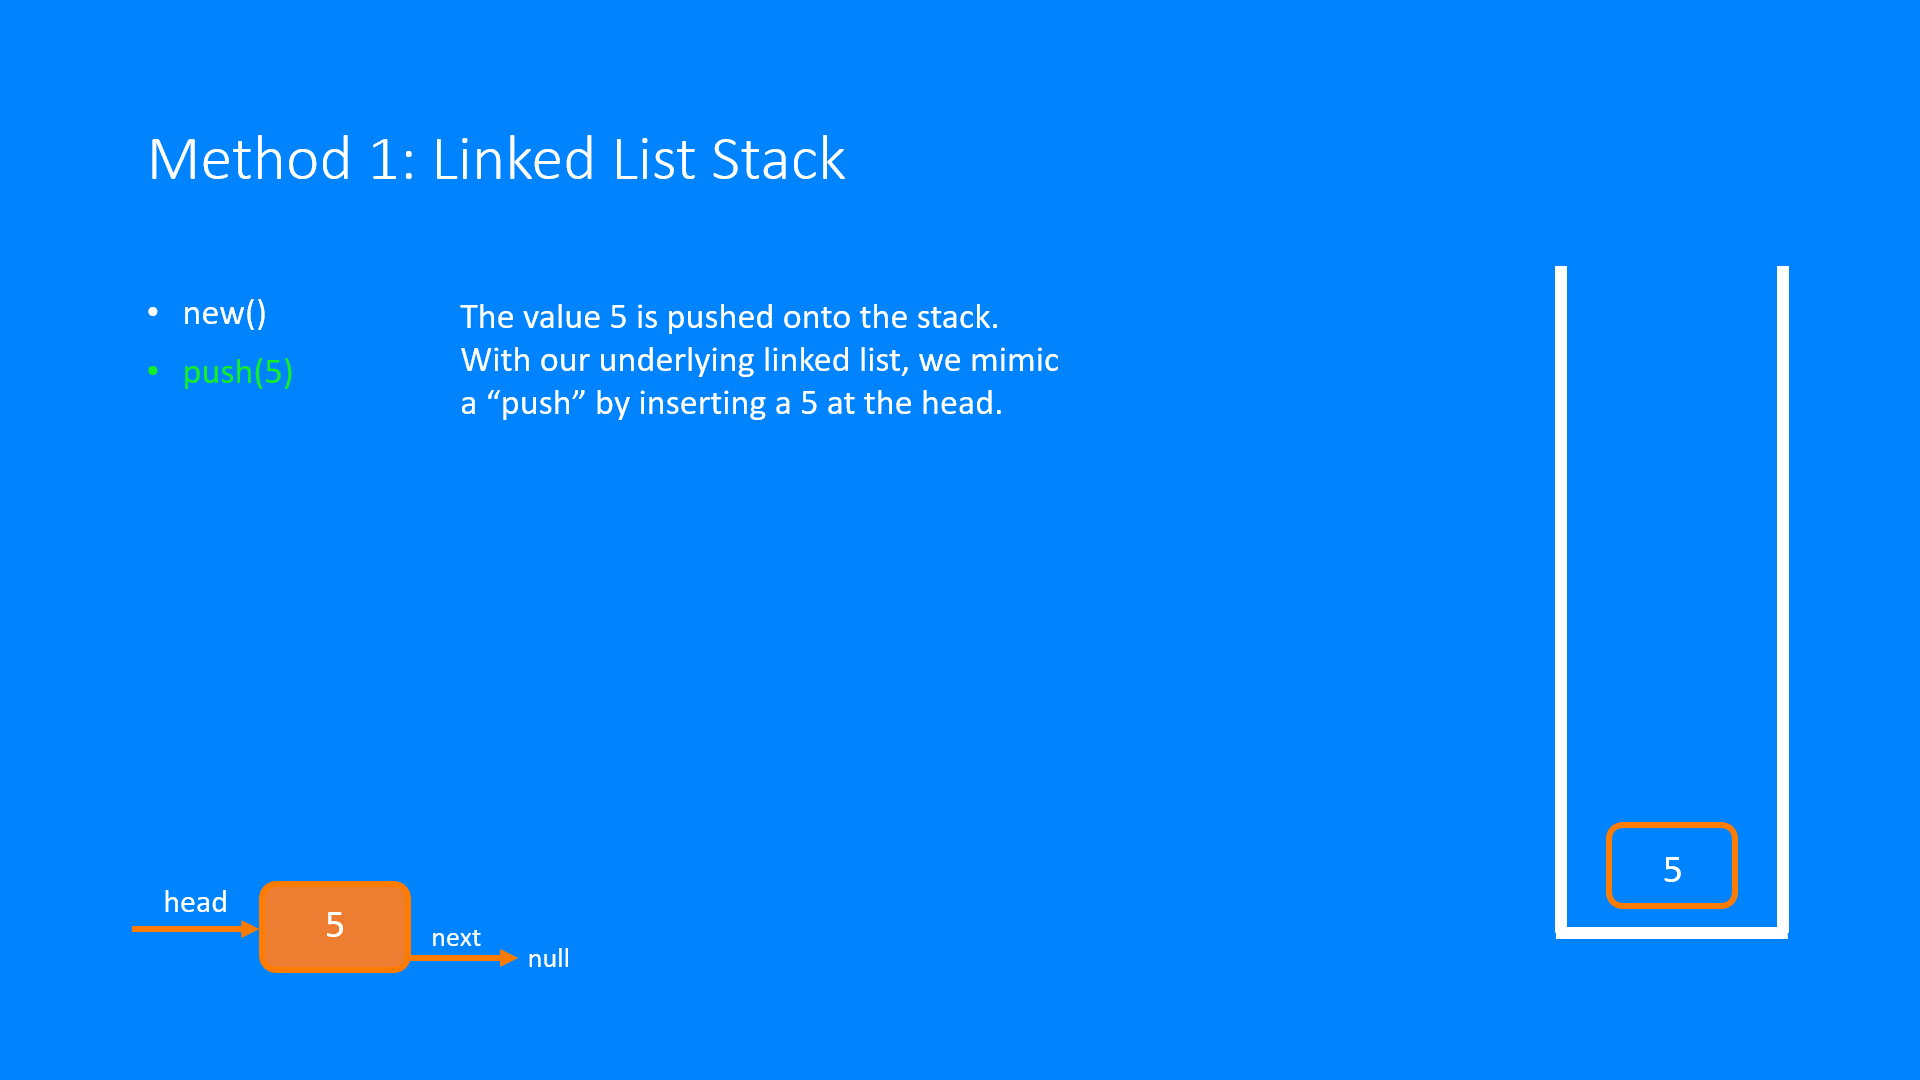 Method 1: Linked List Stack
• new()
• push(5)
The value 5 is pushed onto the stack.
With our underlying linked list, we mimic
a “push” by inserting a 5 at the head.
5
head
5
next
null